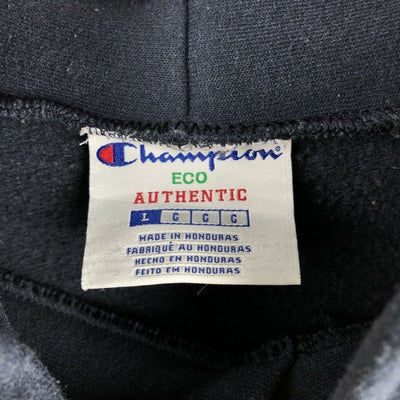 Champion
ECO
AUTHENTIC
L G G G
MADE IN HONDURAS
FABRIQUÉ AU HONDURAS
HECHO EN HONDURAS
FEITO EM HONDURAS